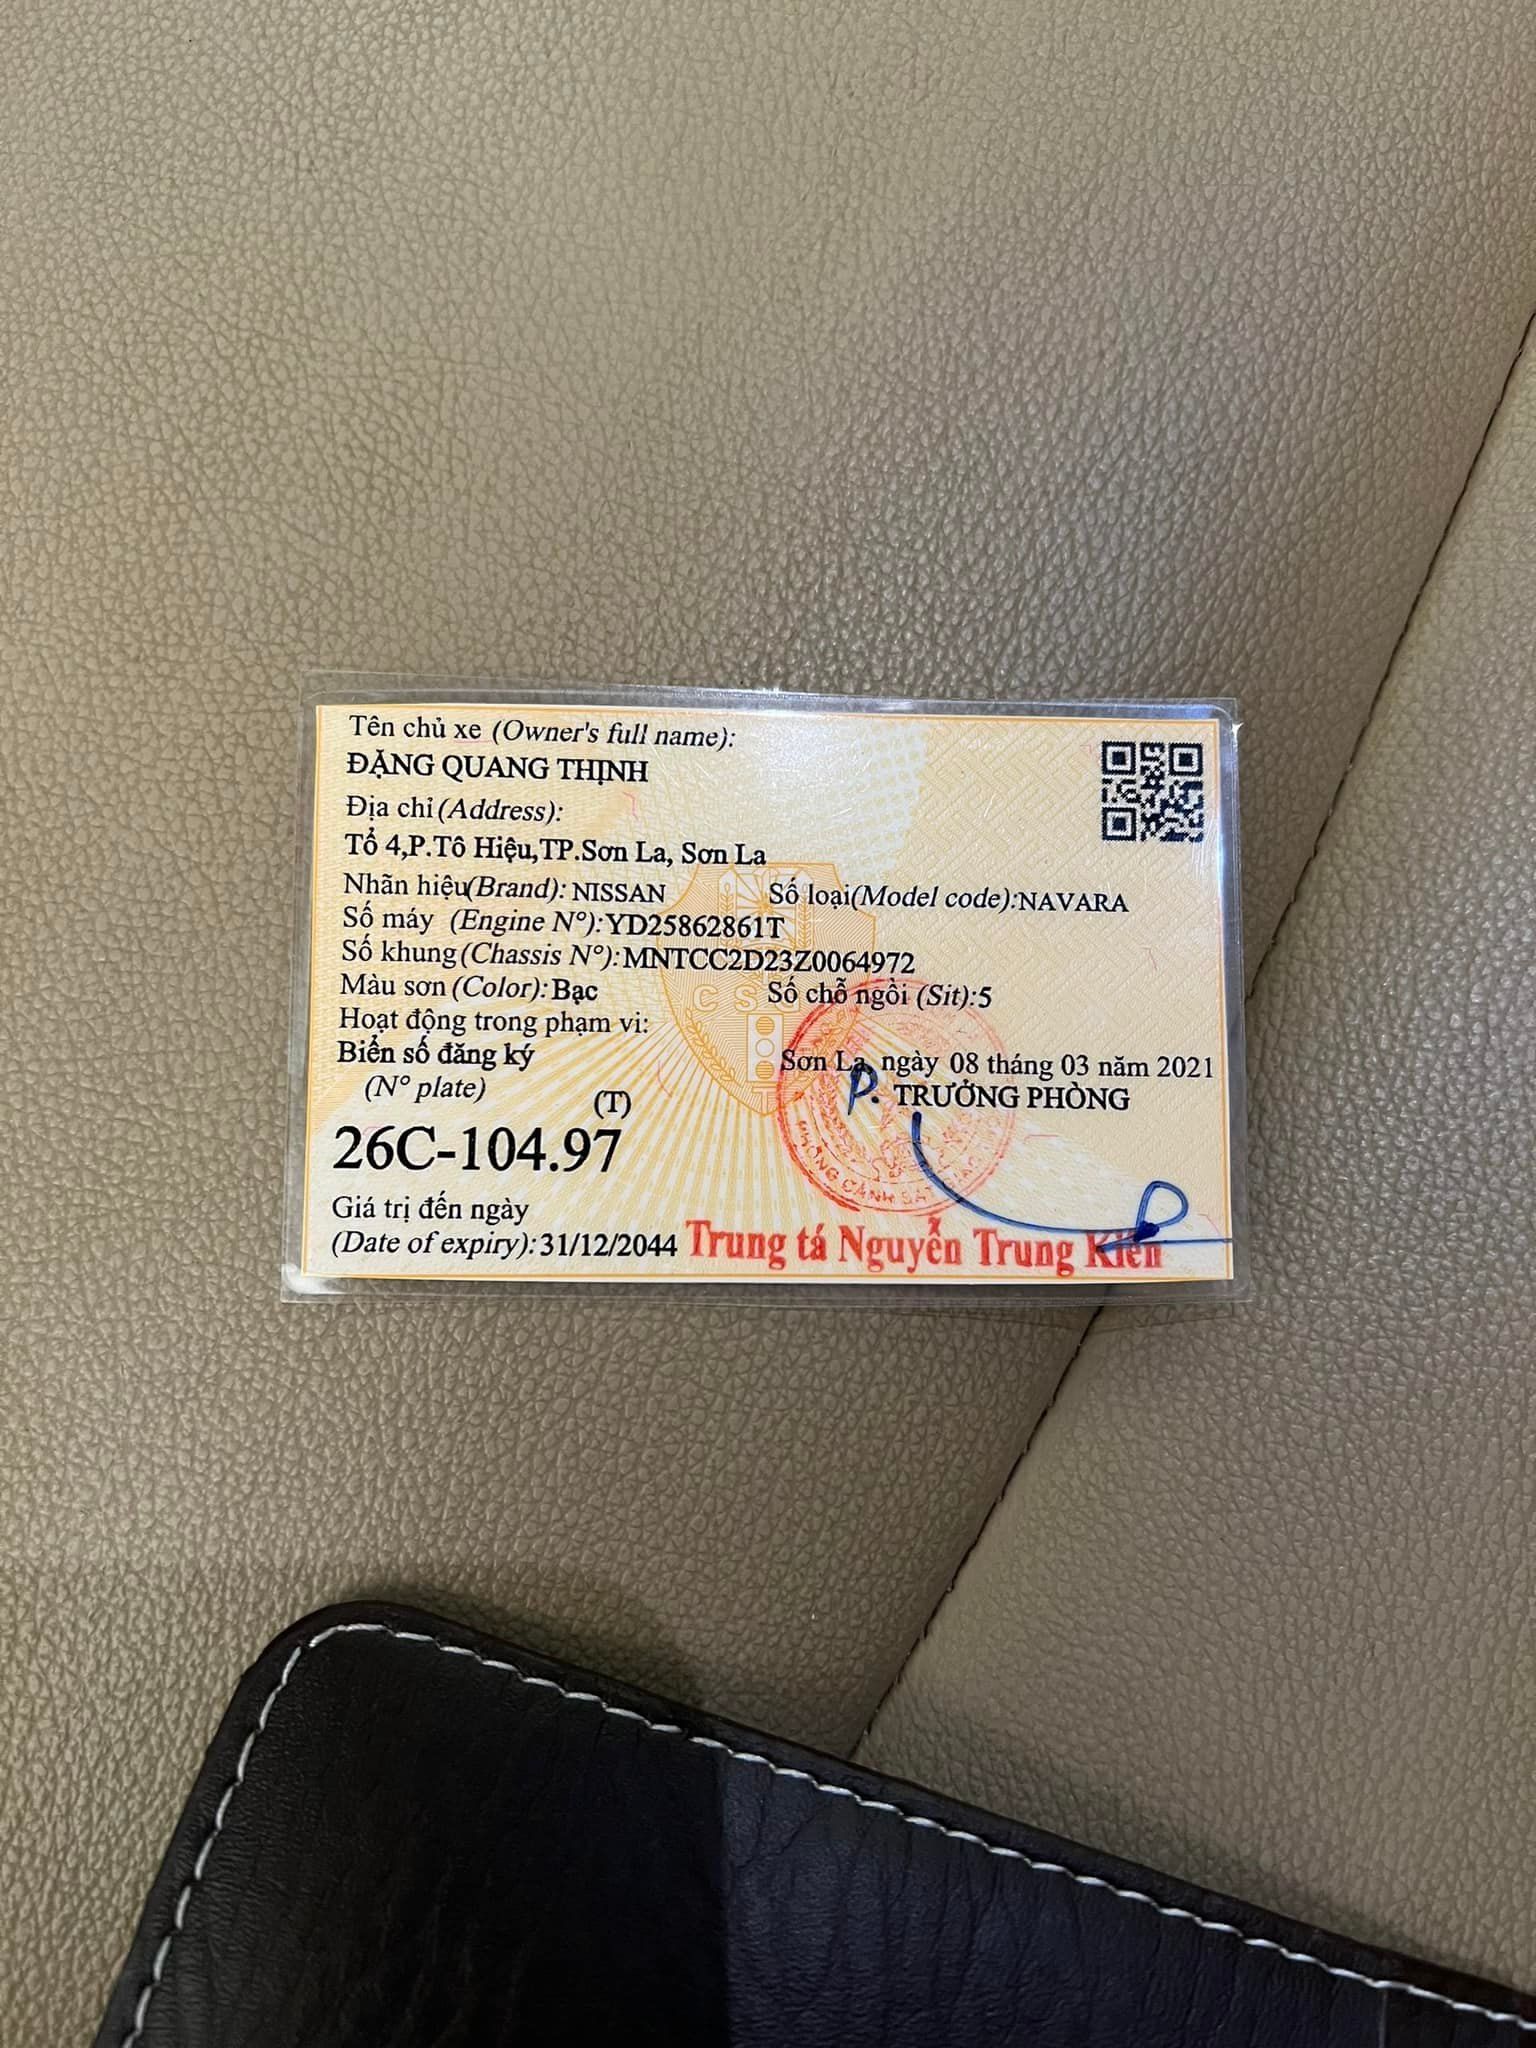 Tên chủ xe (Owner's full name):
ĐẶNG QUANG THỊNH
Địa chỉ (Address):
Tổ 4,P.Tô Hiệu,TP.Sơn La, Sơn La
Nhãn hiệu(Brand): NISSAN Số loại(Model code):NAVARA
Số máy (Engine N°):YD25862861T
Số khung(Chassis N°):MNTCC2D23Z0064972
Màu sơn (Color): Bạc Số chỗ ngồi (Sit):5
Hoạt động trong phạm vi:
Biển số đăng ký
(N° plate)
(T)
26C-104.97
Giá trị đến ngày
(Date of expiry): 31/12/2044
Sơn La, ngày 08 tháng 03 năm 2021
P. TRƯỞNG PHÒNG
PHÒNG CẢNH SÁT GIAO
Trung tá Nguyễn Trung Kiên